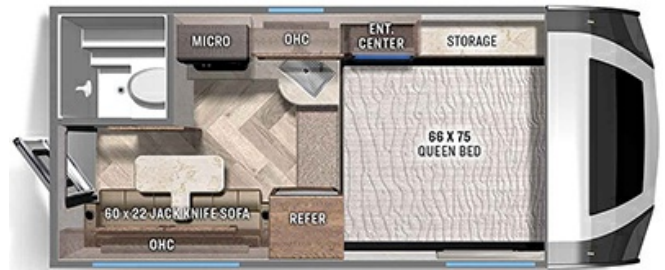 MICRO
OHC
ENT.
CENTER
STORAGE
66 X 75
QUEEN BED
60 x 22 JACK KNIFE SOFA
REFER
OHC